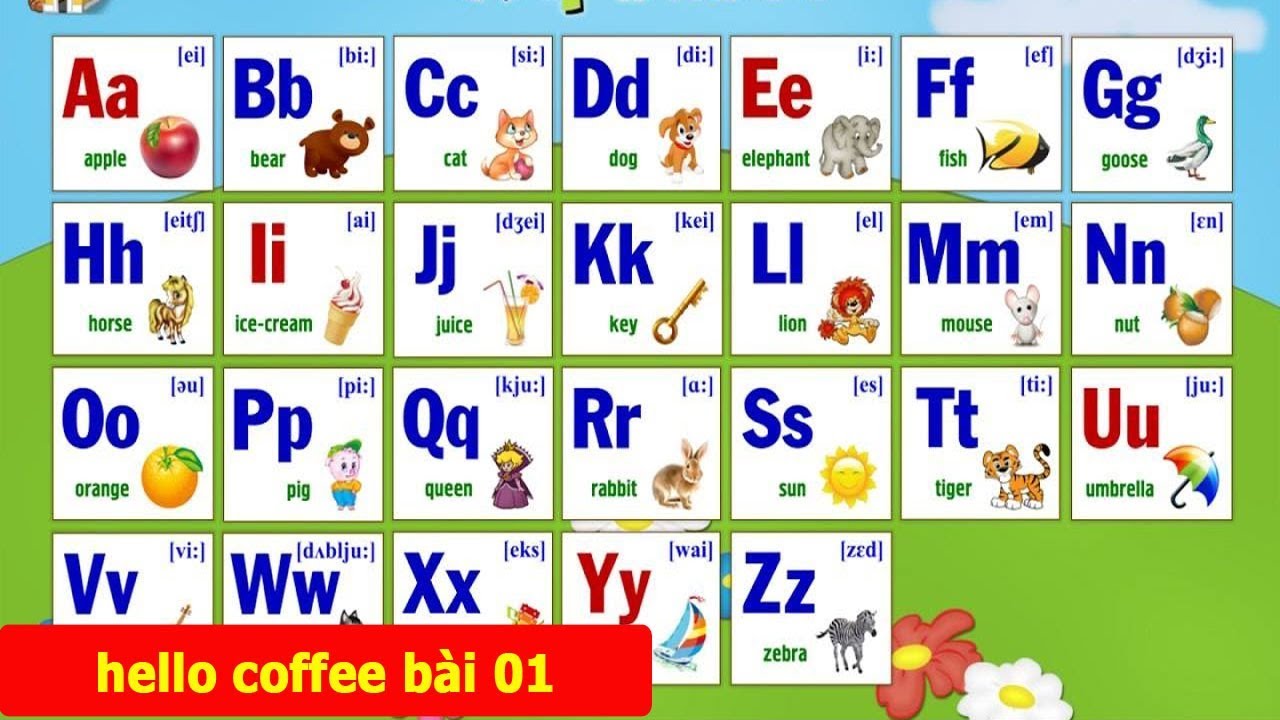 [ei] [bi:] [si:] [di:] [i:] [ef] [dʒi:]
Aa Bb Cc Dd Ee Ff Gg
apple bear cat dog elephant fish goose
[eitʃ] [ai] [dʒei] [kei] [el] [em] [ɛn]
Hh Ii Jj Kk Ll Mm Nn
horse ice-cream juice key lion mouse nut
[əu] [pi:] [kju:] [ɑ:] [es] [ti:] [ju:]
Oo Pp Qq Rr Ss Tt Uu
orange pig queen rabbit sun tiger umbrella
[vi:] [dʌblju:] [eks] [wai] [zɛd]
Vv Ww Xx Yy Zz
zebra
hello coffee bài 01